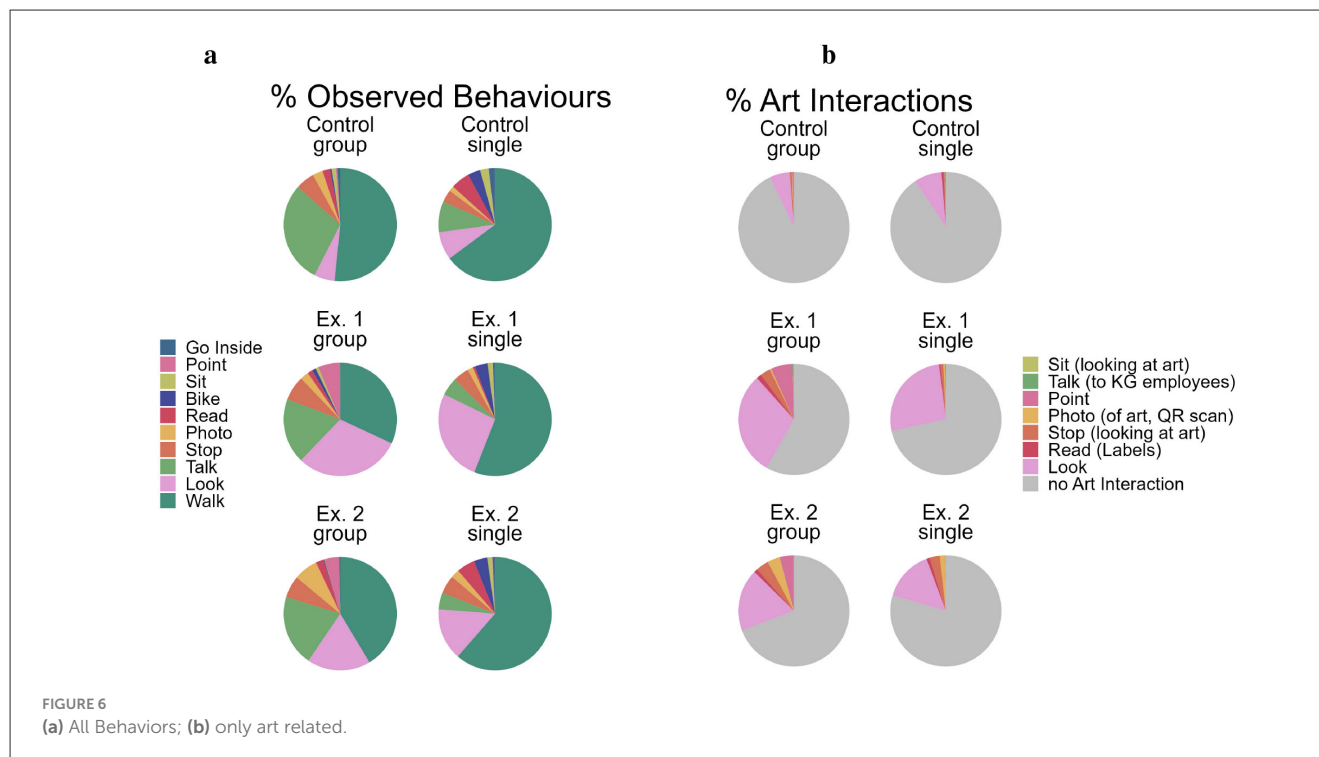 a
b
% Observed Behaviours
% Art Interactions
Control
group
Control
single
Control
group
Control
single
Ex. 1
group
Ex. 1
single
Ex. 1
group
Ex. 1
single
Go Inside
Point
Sit
Bike
Read
Photo
Stop
Talk
Look
Walk
Sit (looking at art)
Talk (to KG employees)
Point
Photo (of art, QR scan)
Stop (looking at art)
Read (Labels)
Look
no Art Interaction
Ex. 2
group
Ex. 2
single
Ex. 2
group
Ex. 2
single
FIGURE 6
(a) All Behaviors; (b) only art related.